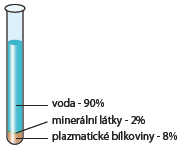 voda - 90%
minerální látky - 2%
plazmatické bílkoviny - 8%